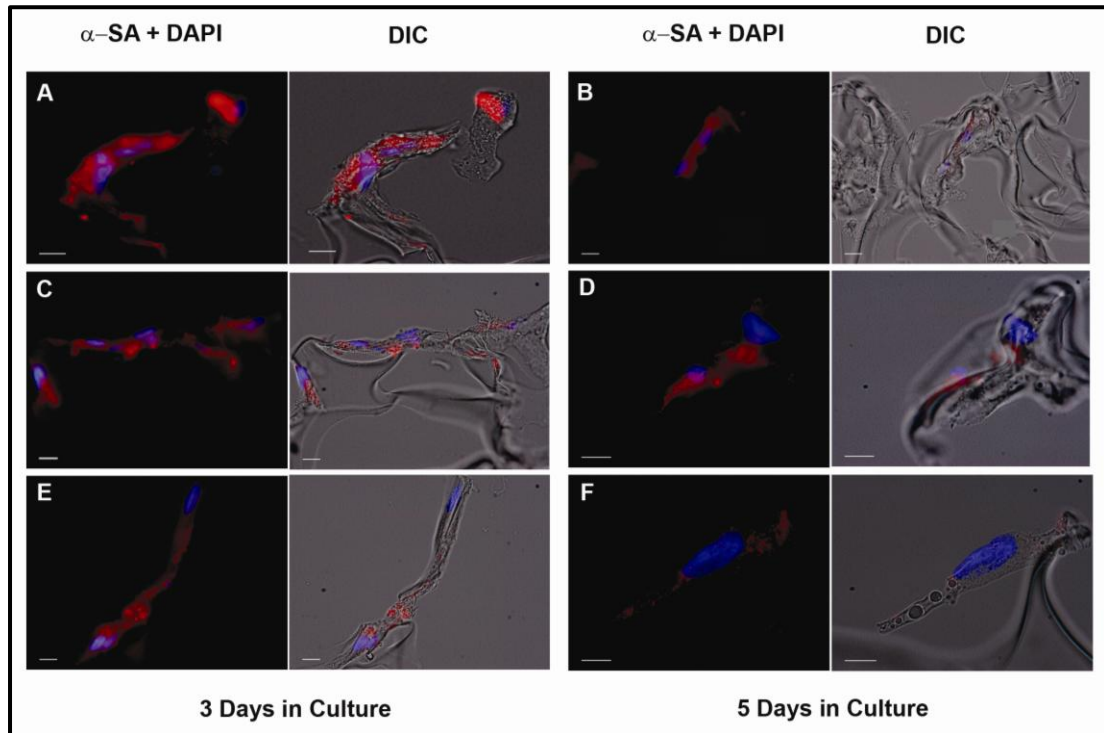 α–SA + DAPI DIC α–SA + DAPI DIC
A B
C D
E F
3 Days in Culture 5 Days in Culture